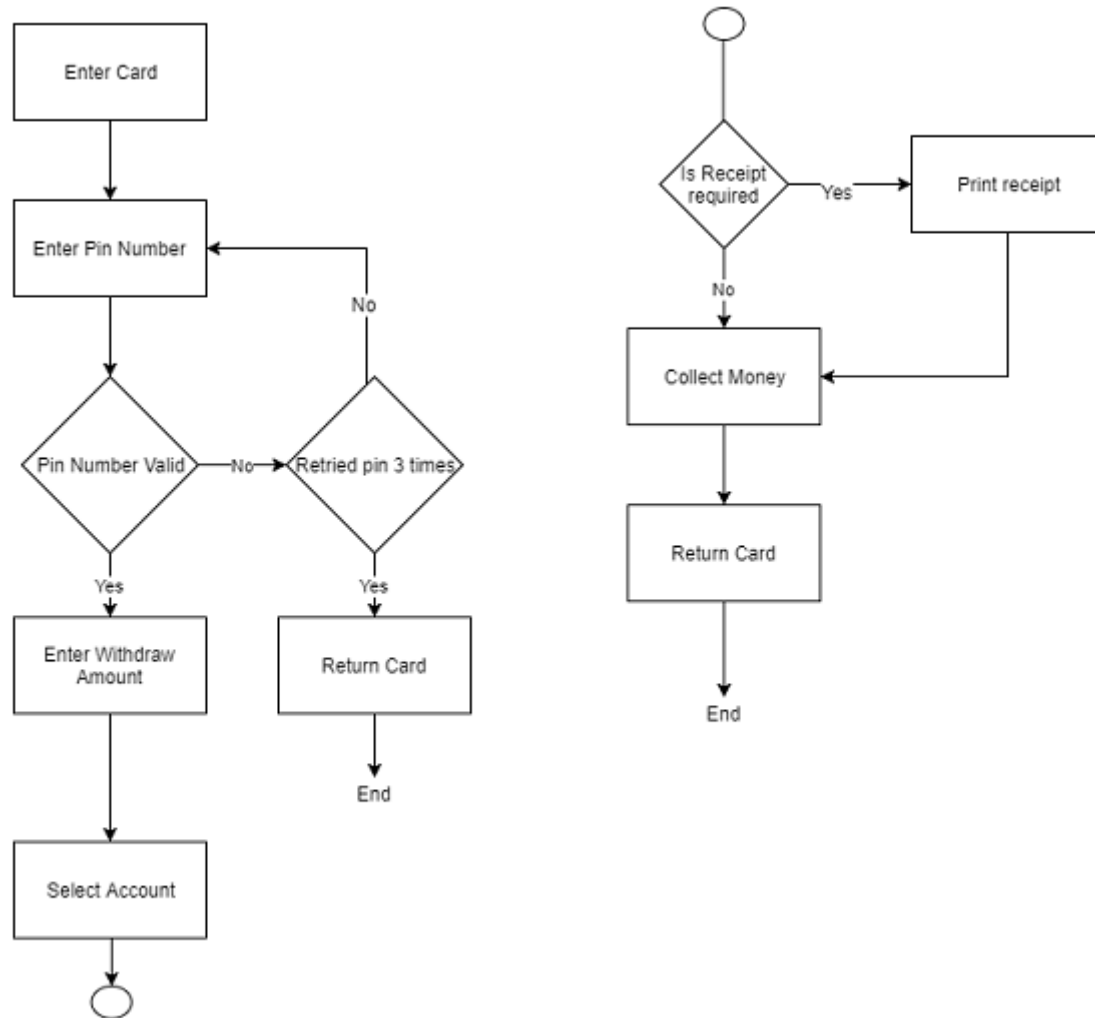 Enter Card
Enter Pin Number
No
Pin Number Valid
No
Retried pin 3 times
Yes
Yes
Enter Withdraw
Amount
Return Card
End
Select Account
Is Receipt
required
Yes
Print receipt
No
Collect Money
Return Card
End